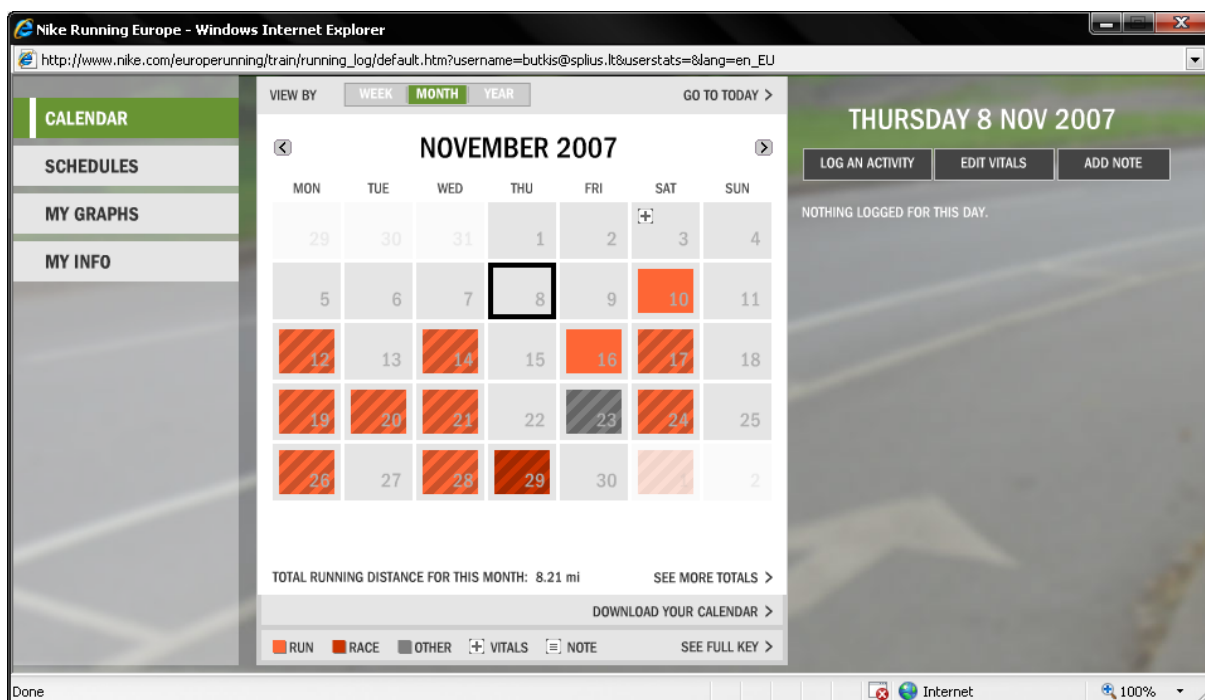 Nike Running Europe - Windows Internet Explorer
http://www.nike.com/europerunning/train/running_log/default.htm?username=butkis@splius.lt&userstats=&lang=en_EU
CALENDAR
SCHEDULES
MY GRAPHS
MY INFO
VIEW BY WEEK MONTH YEAR GO TO TODAY >
NOVEMBER 2007
MON TUE WED THU FRI SAT SUN
29 30 31 1 2 3 4
5 6 7 8 9 10 11
12 13 14 15 16 17 18
19 20 21 22 23 24 25
26 27 28 29 30 1 2
TOTAL RUNNING DISTANCE FOR THIS MONTH: 8.21 mi SEE MORE TOTALS >
DOWNLOAD YOUR CALENDAR >
RUN RACE OTHER VITALS NOTE SEE FULL KEY >
THURSDAY 8 NOV 2007
LOG AN ACTIVITY EDIT VITALS ADD NOTE
NOTHING LOGGED FOR THIS DAY.
Done Internet 100%